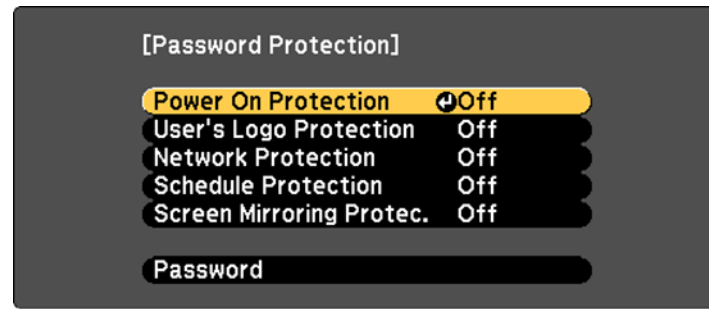 [Password Protection]
Power On Protection Off
User's Logo Protection Off
Network Protection Off
Schedule Protection Off
Screen Mirroring Protec. Off
Password